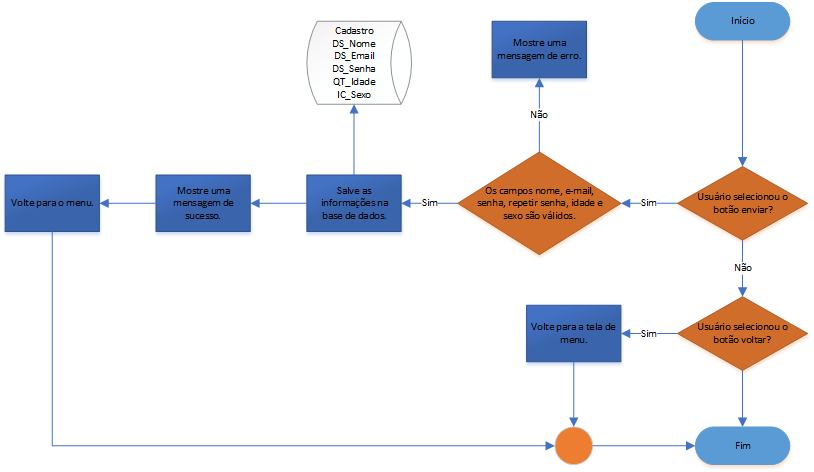 Início
Cadastro
DS_Nome
DS_Email
DS_Senha
QT_Idade
IC_Sexo
Mostre uma
mensagem de erro.
Não
Volte para o menu.
Mostre uma
mensagem de
sucesso.
Salve as
informações na
base de dados.
Sim
Os campos nome, e-mail,
senha, repetir senha, idade e
sexo são válidos.
Sim
Usuário selecionou o
botão enviar?
Não
Volte para a tela de
menu.
Sim
Usuário selecionou o
botão voltar?
Fim